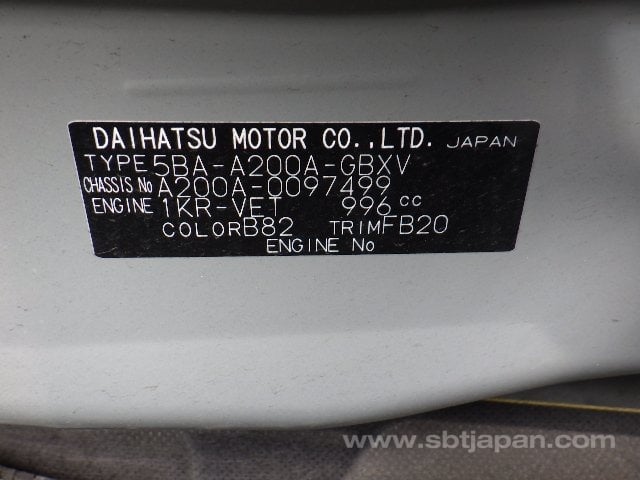 DAIHATSU MOTOR CO.,LTD. JAPAN
TYPE 5BA-A200A-GBXV
CHASSIS No A200A-0097499
ENGINE 1KR-VET 996 cc
COLOR B82 TRIM FB20
ENGINE No
www.sbtjapan.com